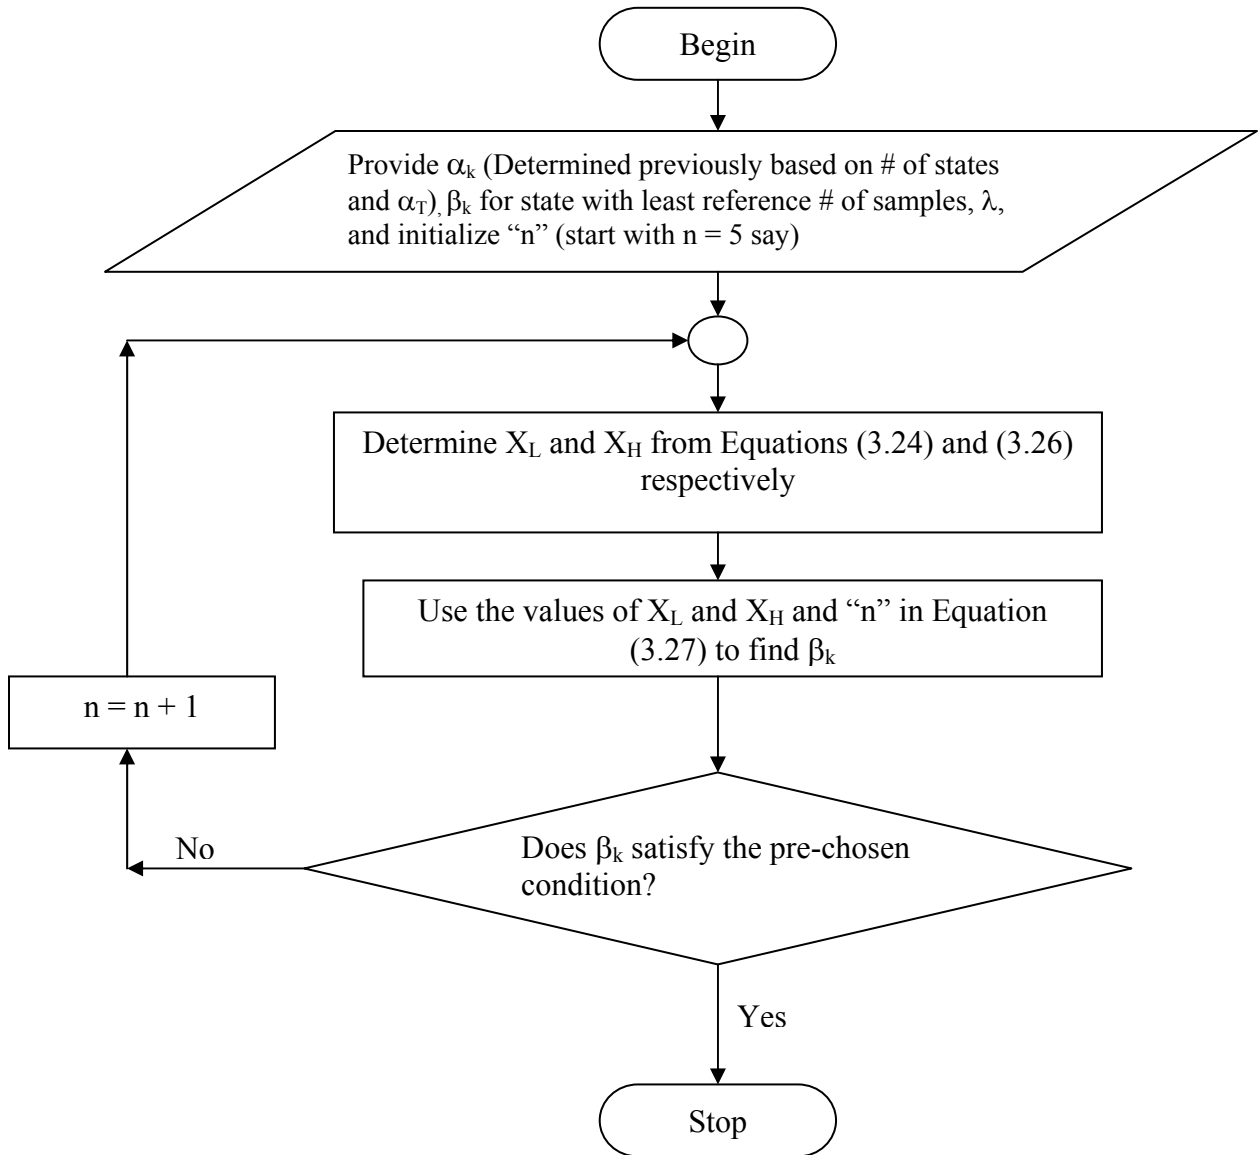 Begin
Provide αk (Determined previously based on # of states
and αT), βk for state with least reference # of samples, λ,
and initialize “n” (start with n = 5 say)
Determine XL and XH from Equations (3.24) and (3.26)
respectively
Use the values of XL and XH and “n” in Equation
(3.27) to find βk
n = n + 1
No
Does βk satisfy the pre-chosen
condition?
Yes
Stop